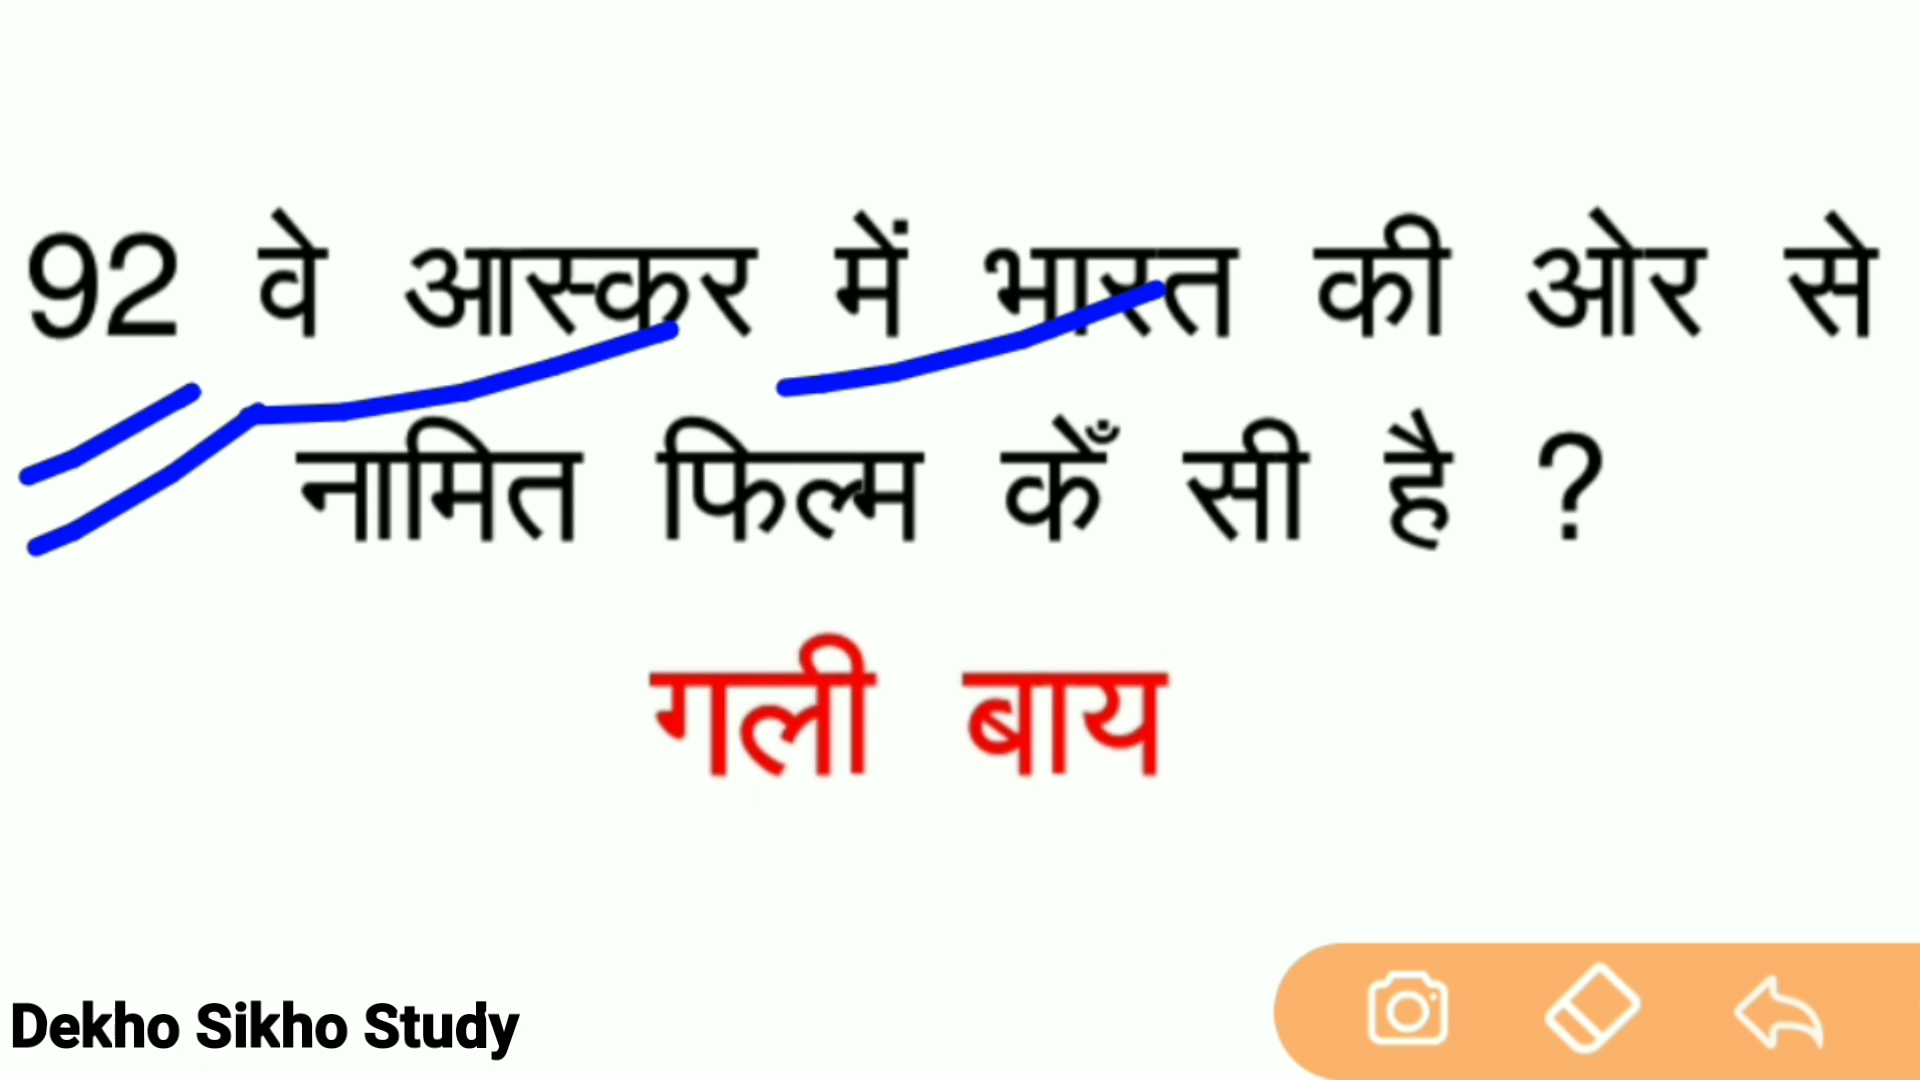 92 वे आस्कर में भारत की ओर से
नामित फिल्म केँ सी है ?
गली बाय
Dekho Sikho Study